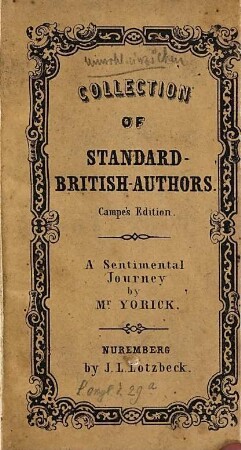 COLLECTION
OF
STANDARD-
BRITISH-AUTHORS.
Campe's Edition.
A Sentimental
Journey
by
Mr YORICK.
NUREMBERG
by J. L. Lotzbeck.